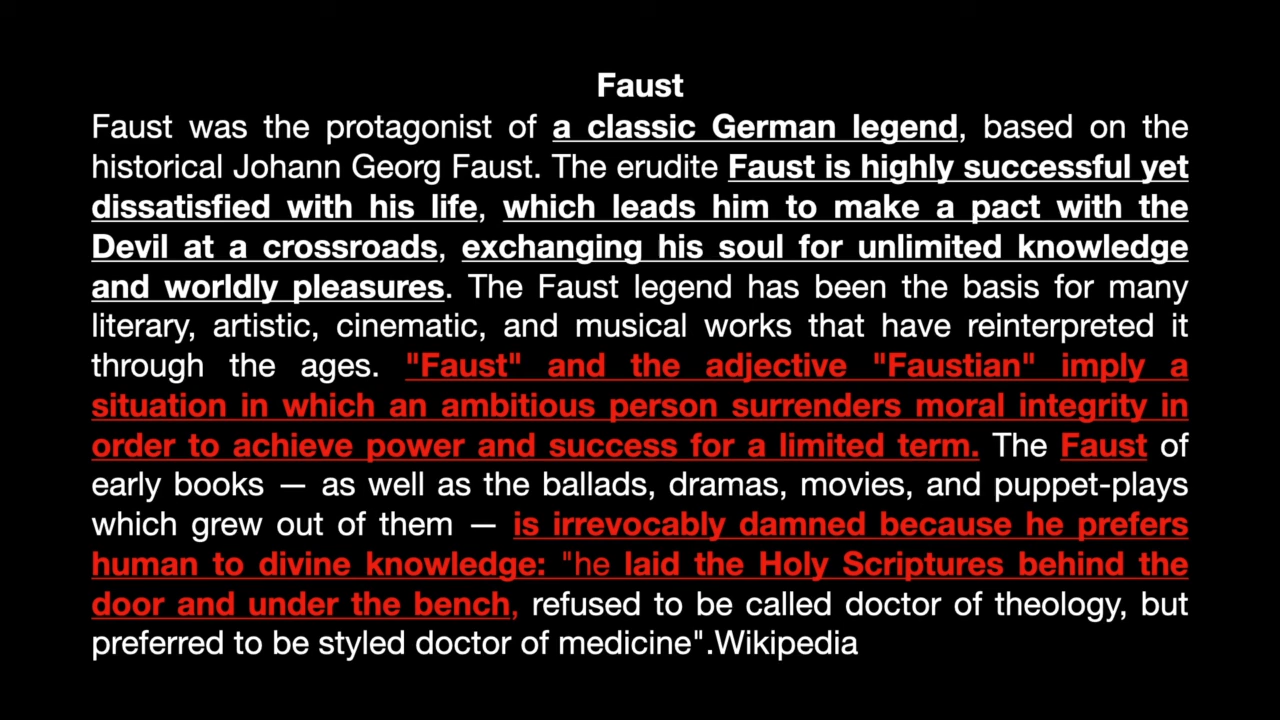 Faust
Faust was the protagonist of a classic German legend, based on the
historical Johann Georg Faust. The erudite Faust is highly successful yet
dissatisfied with his life, which leads him to make a pact with the
Devil at a crossroads, exchanging his soul for unlimited knowledge
and worldly pleasures. The Faust legend has been the basis for many
literary, artistic, cinematic, and musical works that have reinterpreted it
through the ages. "Faust" and the adjective "Faustian" imply a
situation in which an ambitious person surrenders moral integrity in
order to achieve power and success for a limited term. The Faust of
early books — as well as the ballads, dramas, movies, and puppet-plays
which grew out of them — is irrevocably damned because he prefers
human to divine knowledge: "he laid the Holy Scriptures behind the
door and under the bench, refused to be called doctor of theology, but
preferred to be styled doctor of medicine".Wikipedia